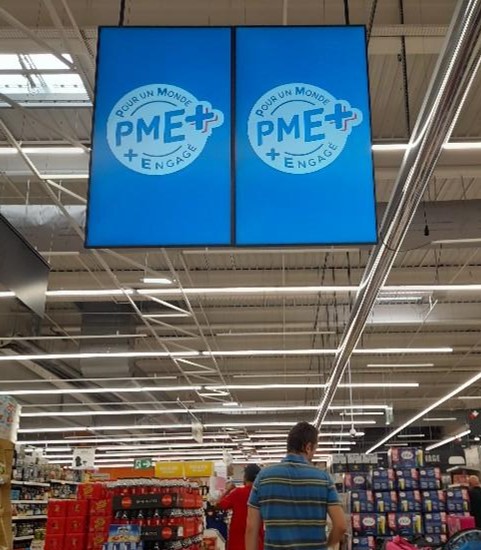 POUR UN MONDE
PME+
+ ENGAGÉ
POUR UN MONDE
PME+
+ ENGAGÉ